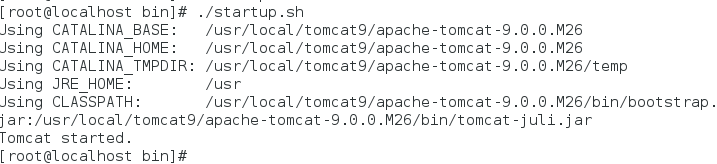 [root@localhost bin]# ./startup.sh
Using CATALINA_BASE:   /usr/local/tomcat9/apache-tomcat-9.0.0.M26
Using CATALINA_HOME:   /usr/local/tomcat9/apache-tomcat-9.0.0.M26
Using CATALINA_TMPDIR: /usr/local/tomcat9/apache-tomcat-9.0.0.M26/temp
Using JRE_HOME:        /usr
Using CLASSPATH:       /usr/local/tomcat9/apache-tomcat-9.0.0.M26/bin/bootstrap.
jar:/usr/local/tomcat9/apache-tomcat-9.0.0.M26/bin/tomcat-juli.jar
Tomcat started.
[root@localhost bin]#